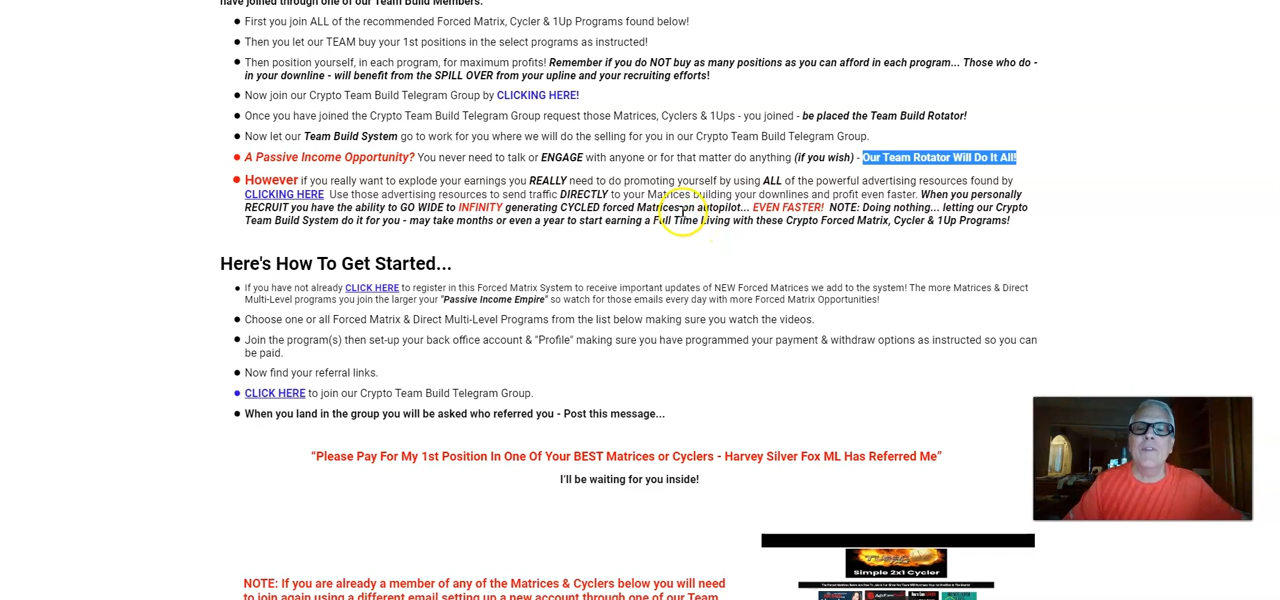 have joined through one of our Team Build Members.
First you join ALL of the recommended Forced Matrix, Cycler & 1Up Programs found below!
Then you let our TEAM buy your 1st positions in the select programs as instructed!
Then position yourself, in each program, for maximum profits! Remember if you do NOT buy as many positions as you can afford in each program... Those who do -
in your downline - will benefit from the SPILL OVER from your upline and your recruiting efforts!
Now join our Crypto Team Build Telegram Group by CLICKING HERE!
Once you have joined the Crypto Team Build Telegram Group request those Matrices, Cyclers & 1Ups - you joined - be placed the Team Build Rotator!
Now let our Team Build System go to work for you where we will do the selling for you in our Crypto Team Build Telegram Group.
A Passive Income Opportunity? You never need to talk or ENGAGE with anyone or for that matter do anything (if you wish) - Our Team Rotator Will Do It All!
However if you really want to explode your earnings you REALLY need to do promoting yourself by using ALL of the powerful advertising resources found by
CLICKING HERE Use those advertising resources to send traffic DIRECTLY to your Matrices building your downlines and profit even faster. When you personally
RECRUIT you have the ability to GO WIDE to INFINITY generating CYCLED forced Matrices on autopilot... EVEN FASTER! NOTE: Doing nothing... letting our Crypto
Team Build System do it for you - may take months or even a year to start earning a Full Time Living with these Crypto Forced Matrix, Cycler & 1Up Programs!
Here's How To Get Started...
If you have not already CLICK HERE to register in this Forced Matrix System to receive important updates of NEW Forced Matrices we add to the system! The more Matrices & Direct
Multi-Level programs you join the larger your "Passive Income Empire" so watch for those emails every day with more Forced Matrix Opportunities!
Choose one or all Forced Matrix & Direct Multi-Level Programs from the list below making sure you watch the videos.
Join the program(s) then set-up your back office account & "Profile" making sure you have programmed your payment & withdraw options as instructed so you can
be paid.
Now find your referral links.
CLICK HERE to join our Crypto Team Build Telegram Group.
When you land in the group you will be asked who referred you - Post this message...
“Please Pay For My 1st Position In One Of Your BEST Matrices or Cyclers - Harvey Silver Fox ML Has Referred Me”
I'll be waiting for you inside!
Simple 2x1 Cycler
NOTE: If you are already a member of any of the Matrices & Cyclers below you will need
to join again using a different email setting up a new account through one of our Team